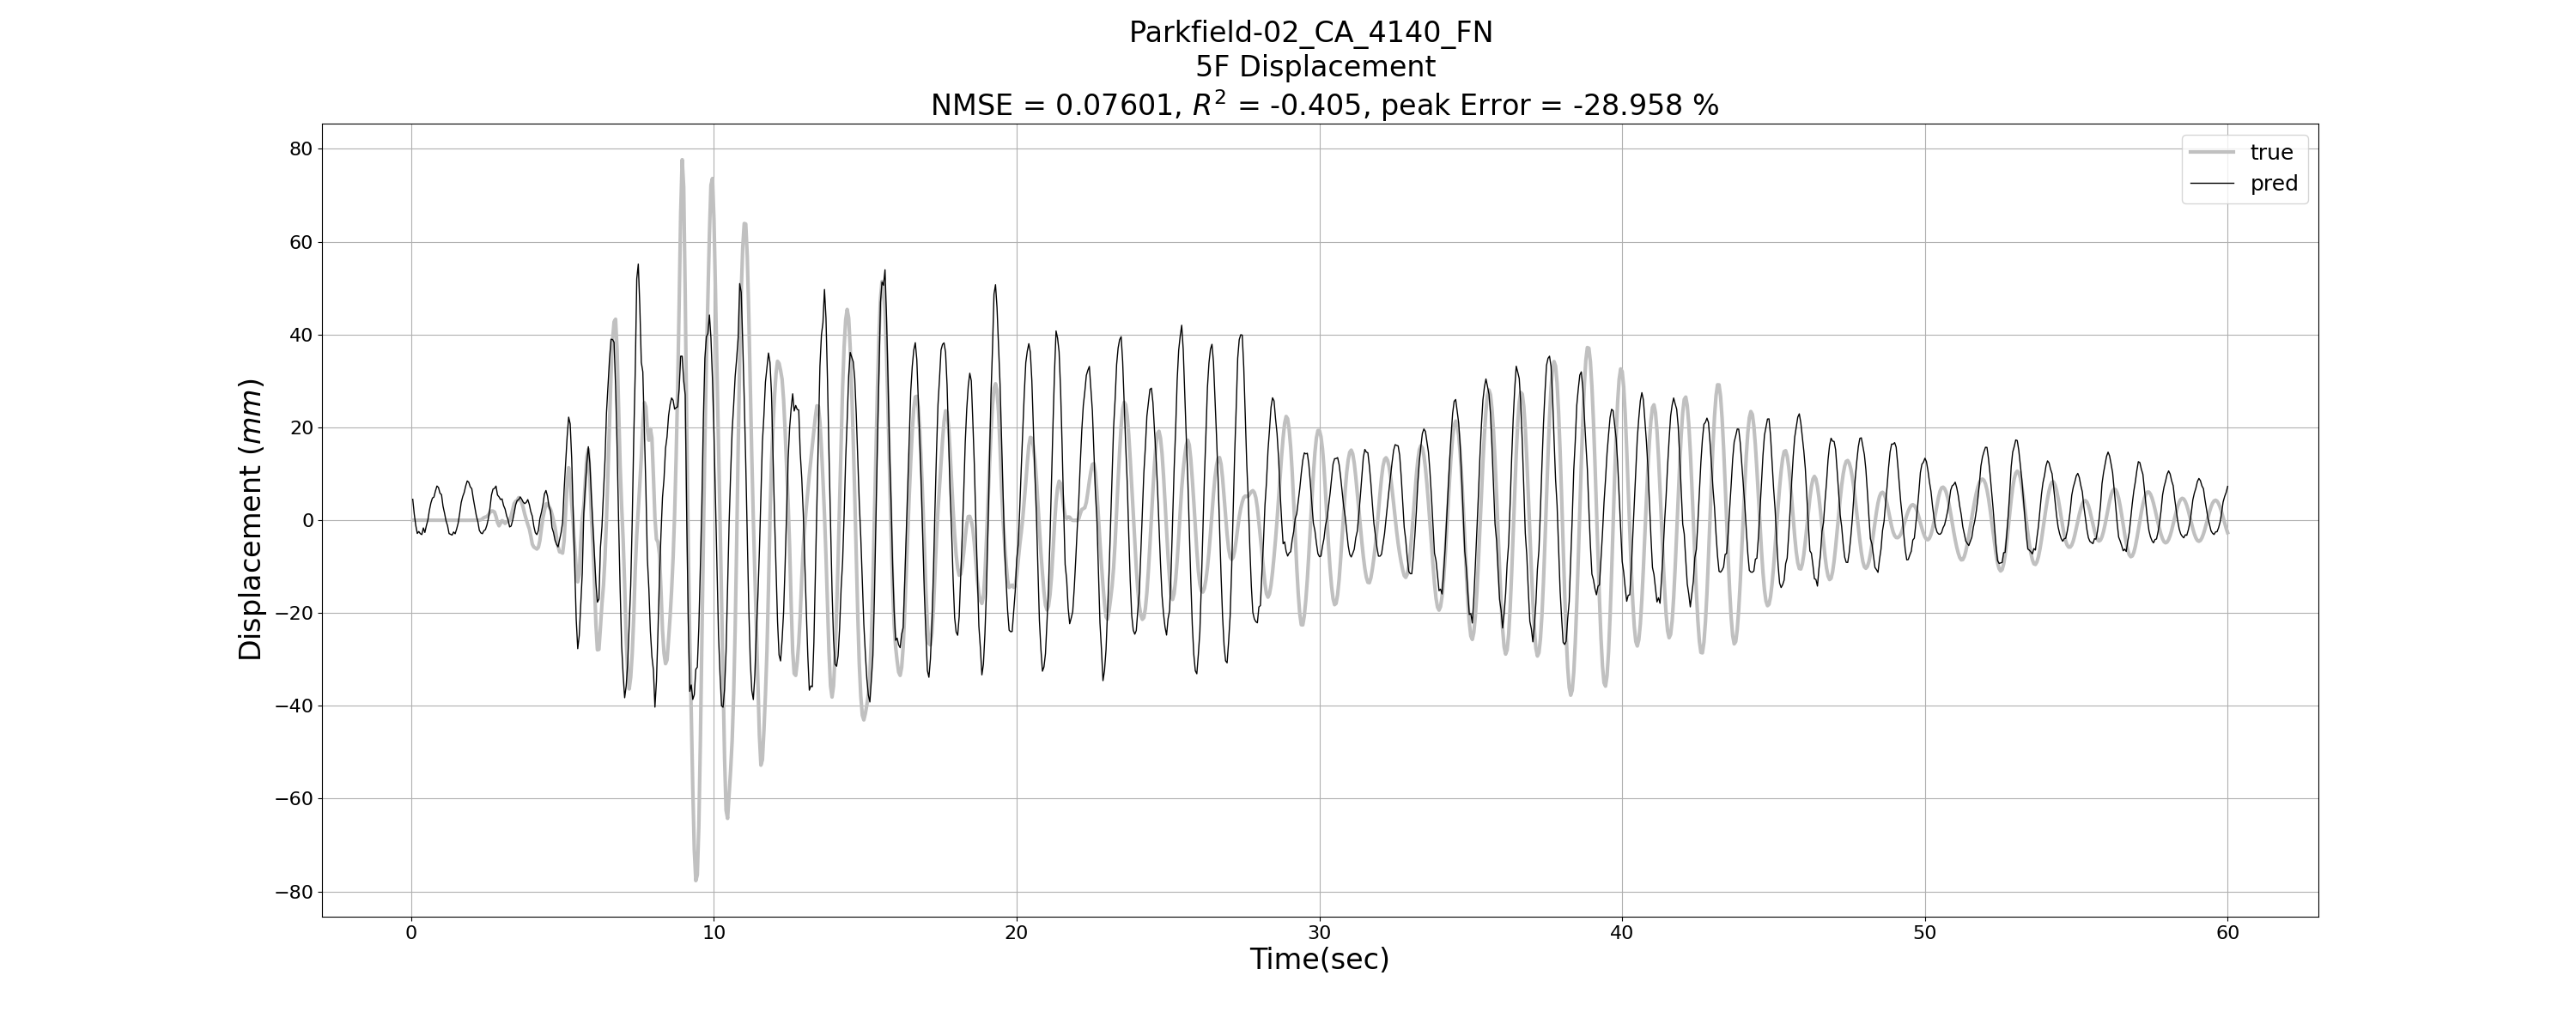 Parkfield-02_CA_4140_FN
5F Displacement
NMSE = 0.07601, R² = -0.405, peak Error = -28.958 %
80
60
40
20
0
−20
−40
−60
−80
Displacement (mm)
true
pred
0 10 20 30 40 50 60
Time(sec)